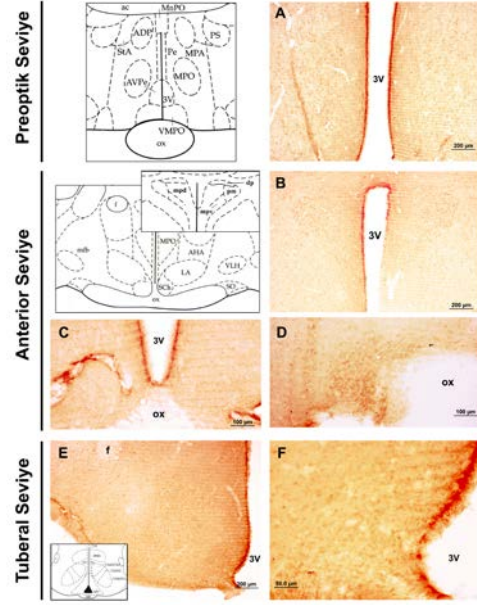 Preoptik Seviye
ac
MnPO
ADP
PS
StA
Pe
MPA
AVPe
MPO
3V
VMPO
ox
A
3V
200 µm
Anterior Seviye
dp
mpd
pm
mpv
f
MPO
mfb
AHA
LA
VLH
SCh
SO
ox
B
3V
200 µm
C
3V
ox
100 µm
D
ox
100 µm
Tuberal Seviye
E
f
3V
200 µm
F
3V
50.0 µm